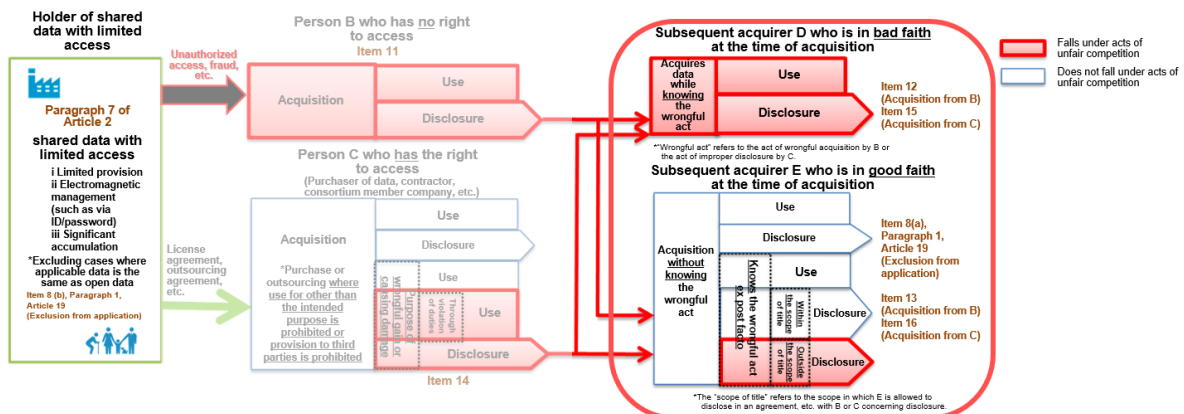 Holder of shared
data with limited
access
Paragraph 7 of
Article 2
shared data with
limited access
i Limited provision
ii Electromagnetic
management
(such as via
ID/password)
iii Significant
accumulation
*Excluding cases where
applicable data is the
same as open data
Item 8 (b), Paragraph 1,
Article 19
(Exclusion from application)
Unauthorized
access, fraud,
etc.
License
agreement,
outsourcing
agreement,
etc.
Person B who has no right
to access
Item 11
Acquisition
Use
Disclosure
Person C who has the right
to access
(Purchaser of data, contractor,
consortium member company, etc.)
Acquisition
*Purchase or
outsourcing where
use for other than
the intended
purpose is
prohibited or
provision to third
parties is prohibited
Use
Disclosure
Use
Purpose of
wrongful gain or
causing damage
Through
violation
of duties
Use
Disclosure
Item 14
Subsequent acquirer D who is in bad faith
at the time of acquisition
Acquires
data
while
knowing
the
wrongful
act
Use
Disclosure
Item 12
(Acquisition from B)
Item 15
(Acquisition from C)
*"Wrongful act" refers to the act of wrongful acquisition by B or
the act of improper disclosure by C.
Subsequent acquirer E who is in good faith
at the time of acquisition
Acquisition
without
knowing
the wrongful
act
Use
Disclosure
Item 8(a),
Paragraph 1,
Article 19
(Exclusion from
application)
Knows the wrongful act
ex post facto
Use
Within
the scope
of title
Disclosure
Item 13
(Acquisition from B)
Item 16
(Acquisition from C)
Outside
the scope
of title
Disclosure
*The "scope of title" refers to the scope in which E is allowed to
disclose in an agreement, etc. with B or C concerning disclosure.
Falls under acts of
unfair competition
Does not fall under acts of
unfair competition